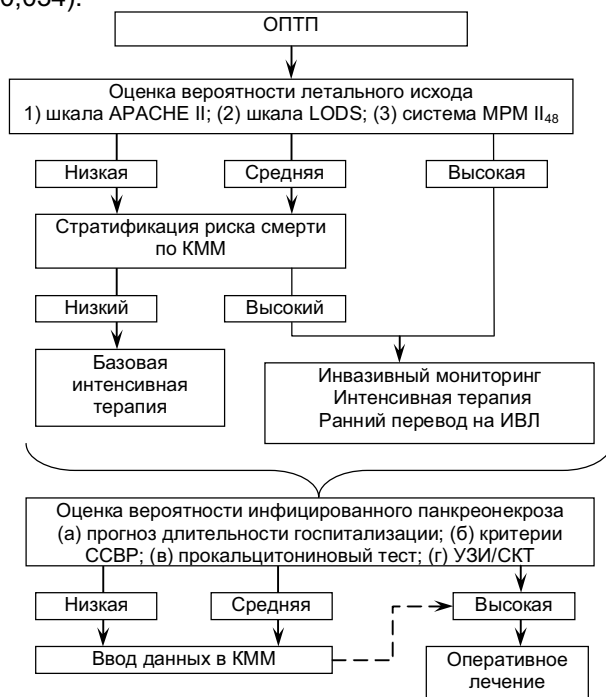 0,034).
ОПТП
Оценка вероятности летального исхода
1) шкала APACHE II; (2) шкала LODS; (3) система MPM II₄₈
Низкая
Средняя
Высокая
Стратификация риска смерти
по КММ
Низкий
Высокий
Базовая
интенсивная
терапия
Инвазивный мониторинг
Интенсивная терапия
Ранний перевод на ИВЛ
Оценка вероятности инфицированного панкреонекроза
(а) прогноз длительности госпитализации; (б) критерии
ССВР; (в) прокальцитониновый тест; (г) УЗИ/СКТ
Низкая
Средняя
Высокая
Ввод данных в КММ
Оперативное
лечение